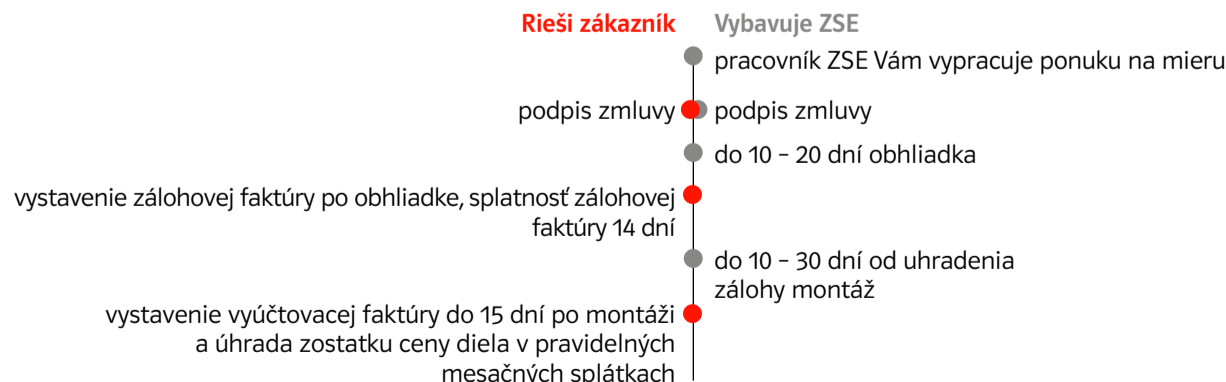 Rieši zákazník
Vybavuje ZSE
pracovník ZSE Vám vypracuje ponuku na mieru
podpis zmluvy
podpis zmluvy
do 10 – 20 dní obhliadka
vystavenie zálohovej faktúry po obhliadke, splatnosť zálohovej
faktúry 14 dní
do 10 – 30 dní od uhradenia
zálohy montáž
vystavenie vyúčtovacej faktúry do 15 dní po montáži
a úhrada zostatku ceny diela v pravidelných
mesačných splátkach